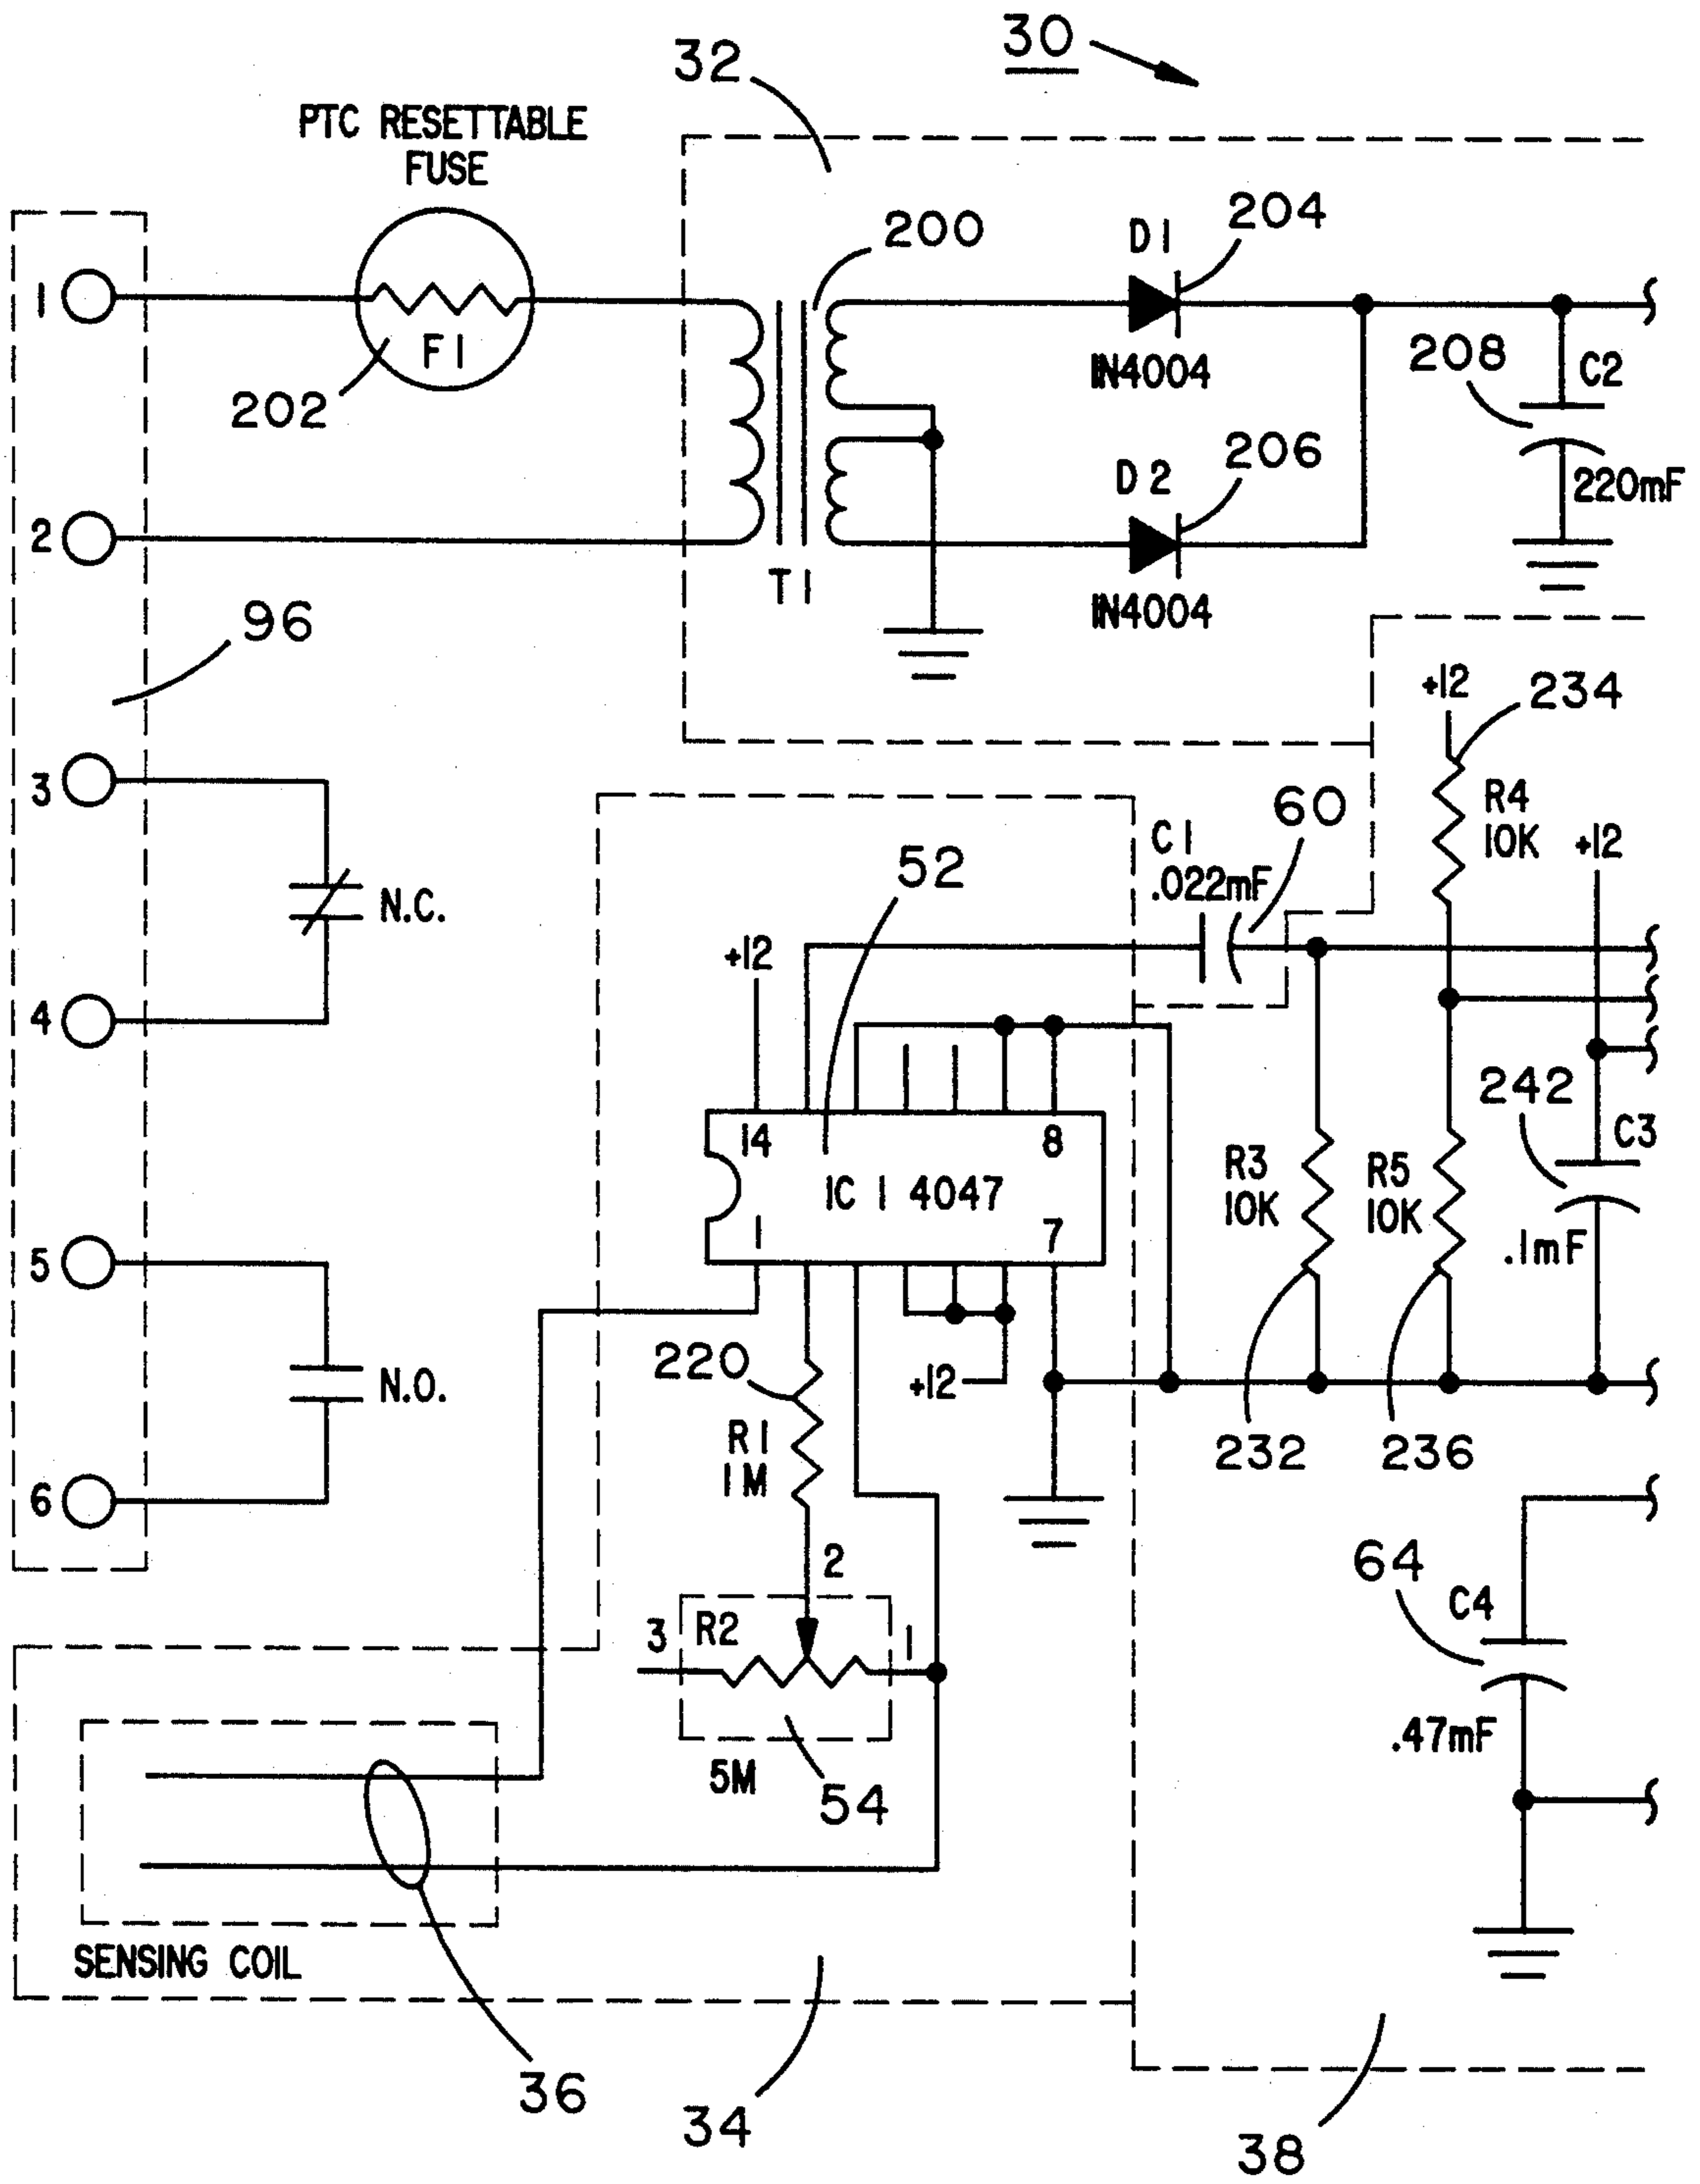 30
32
PTC RESETTABLE
FUSE
204
200
D1
1
F1
IN4004
208
C2
202
206
D2
220mF
2
T1
IN4004
96
+12
234
3
R4
10K
+12
60
C1
.022mF
52
N.C.
+12
4
242
14
8
C3
R3
10K
R5
10K
IC 1 4047
1
7
.1mF
5
220
+12
N.O.
R1
1M
232
236
6
2
64
C4
3
R2
1
.47mF
5M
54
SENSING COIL
36
34
38